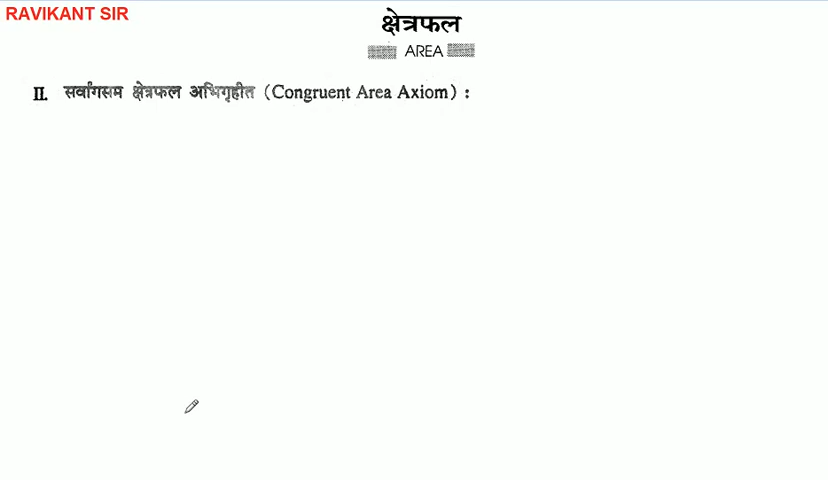 RAVIKANT SIR
क्षेत्रफल
AREA
II. सर्वांगसम क्षेत्रफल अभिगृहीत (Congruent Area Axiom) :